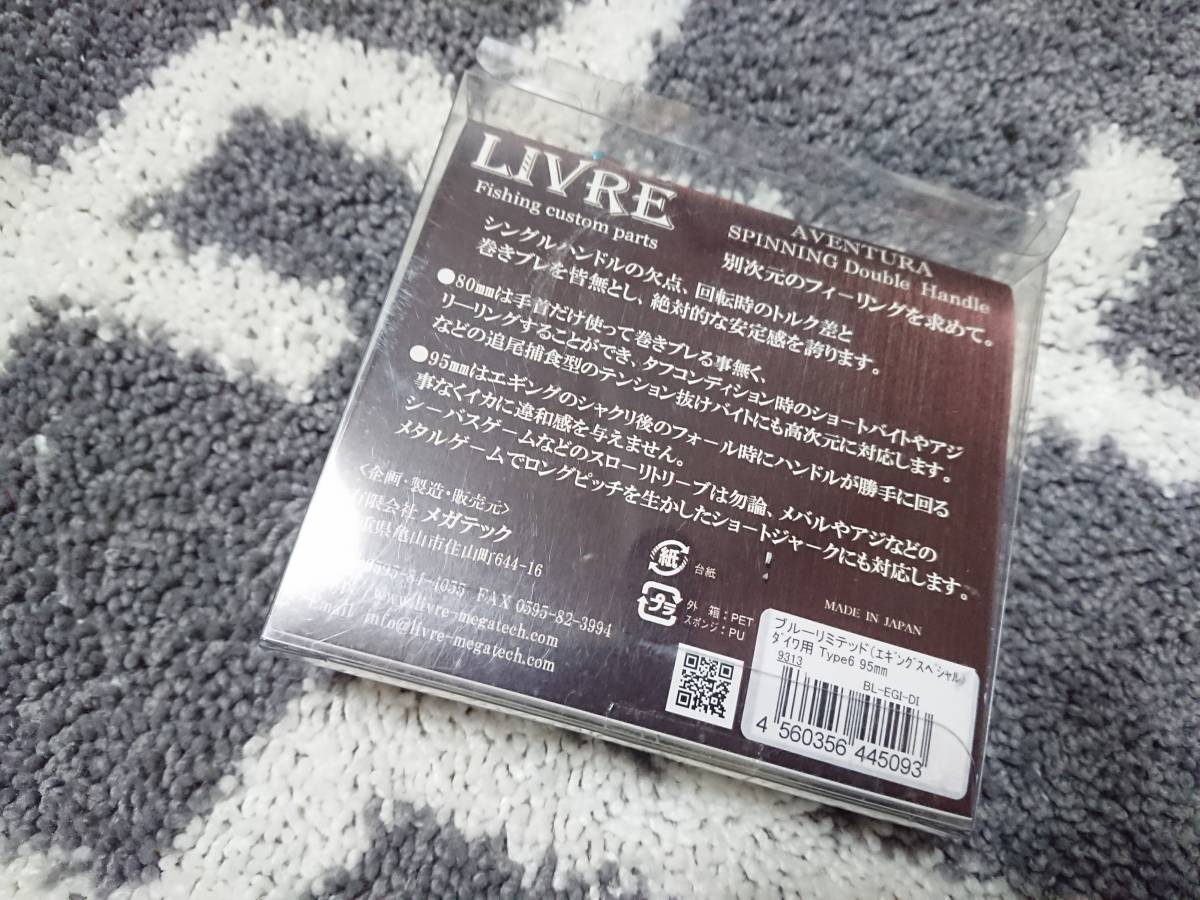 LIVRE
Fishing custom parts
AVENTURA
SPINNING Double Handle
別次元のフィーリングを求めて。
シングルハンドルの欠点、回転時のトルク差と
巻きブレを皆無とし、絶対的な安定感を誇ります。
●80mmは手首だけ使って巻きブレる事無く、
リーリングすることができ、タフコンディション時のショートバイトやアジ
などの追尾捕食型のテンション抜けバイトにも高次元に対応します。
●95mmはエギングのシャクリ後のフォール時にハンドルが勝手に回る
事なくイカに違和感を与えません。
シーバスゲームなどのスローリトリーブは勿論、メバルやアジなどの
メタルゲームでロングピッチを生かしたショートジャークにも対応します。
〈企画・製造・販売元〉
有限会社 メガテック
県亀山市住山町644-16
0595-84-4055 FAX 0595-82-3994
www.livre-megatech.com
Email info@livre-megatech.com
紙
台紙
プラ
外 箱：PET
スポンジ：PU
MADE IN JAPAN
ブルーリミテッド(エギングスペシャル)
ダイワ用 Type6 95mm
9313
BL-EGI-DI
4 560356 445093